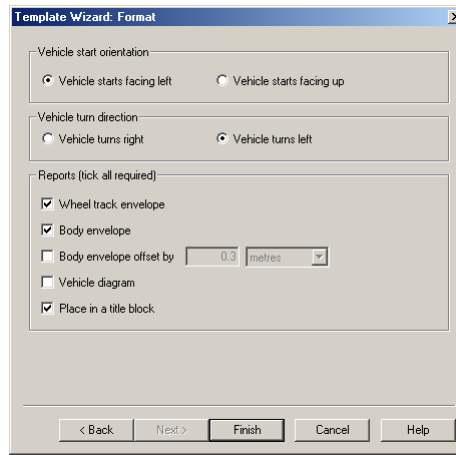 Template Wizard: Format
Vehicle start orientation
Vehicle starts facing left Vehicle starts facing up
Vehicle turn direction
Vehicle turns right Vehicle turns left
Reports (tick all required)
Wheel track envelope
Body envelope
Body envelope offset by 0.3 metres
Vehicle diagram
Place in a title block
< Back Next > Finish Cancel Help